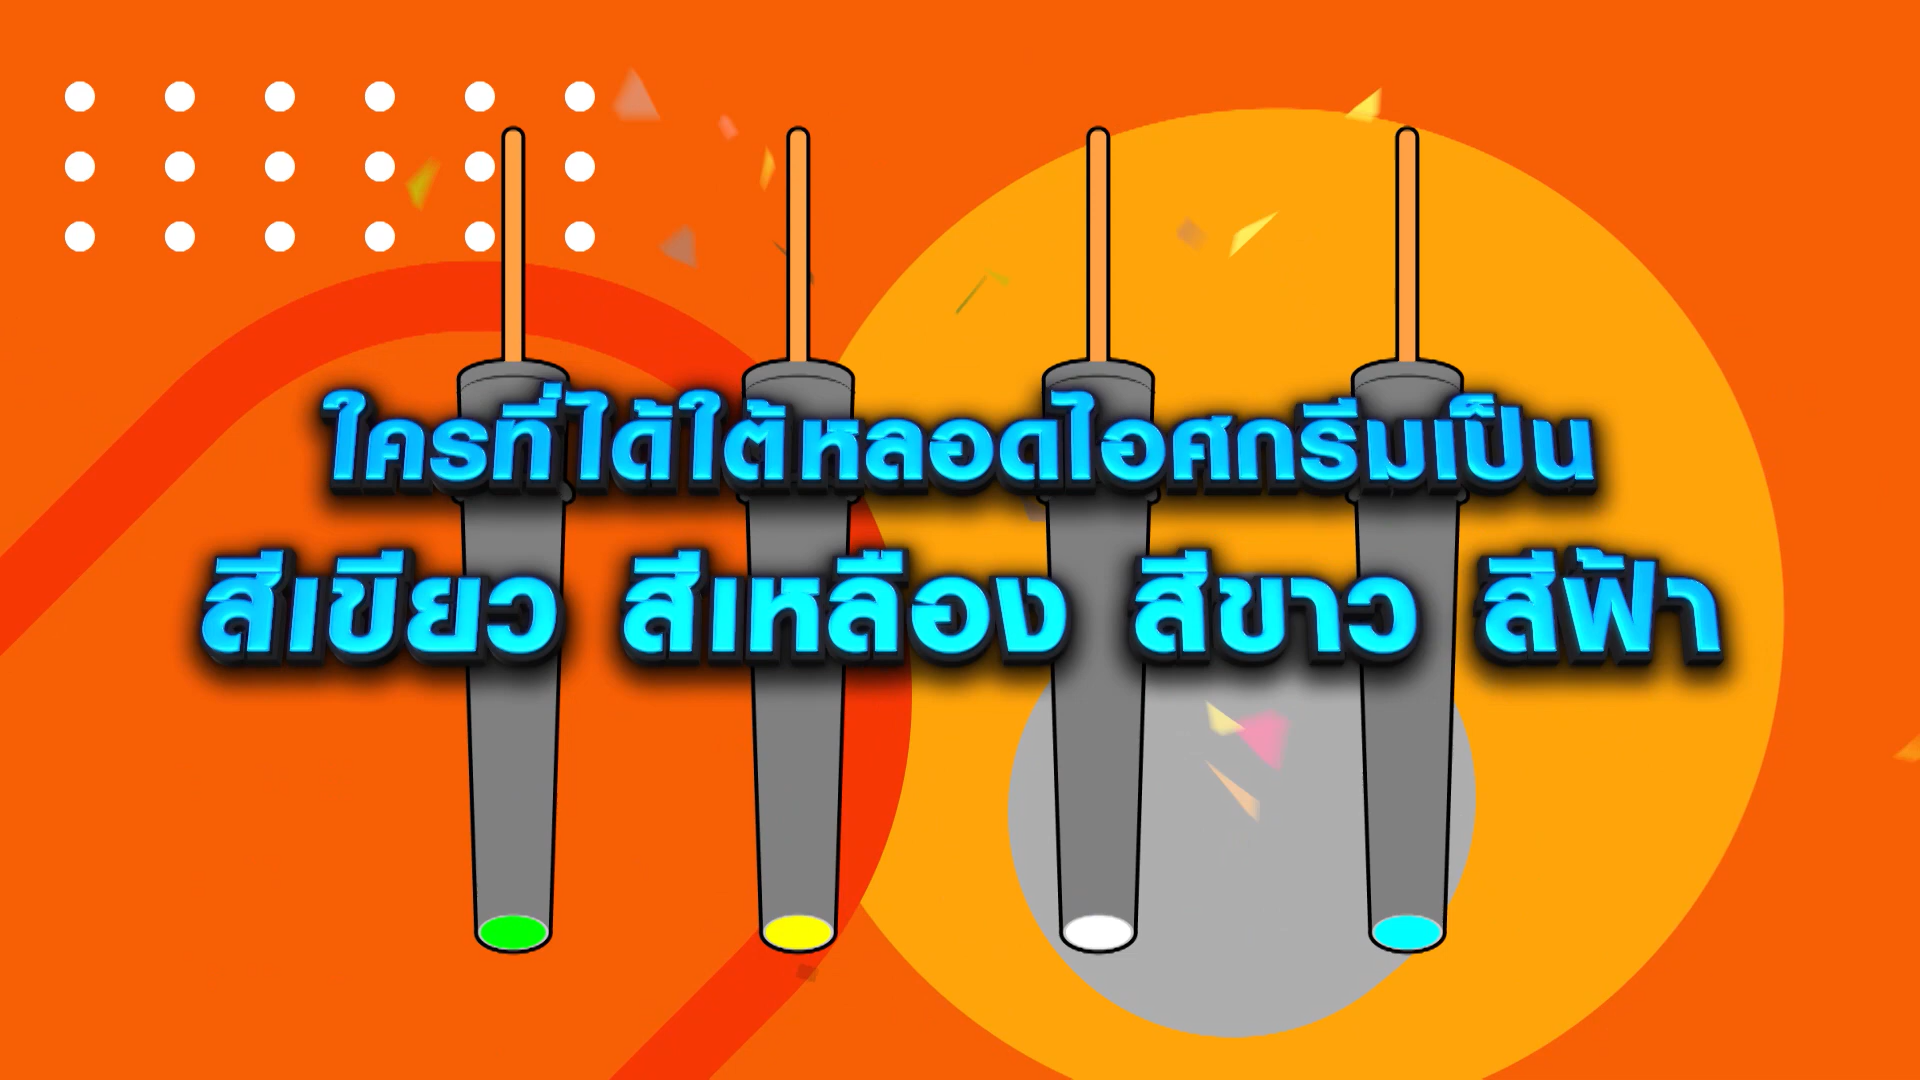 ใครที่ได้ใต้หลอดไอศกรีมเป็น
สีเขียว สีเหลือง สีขาว สีฟ้า